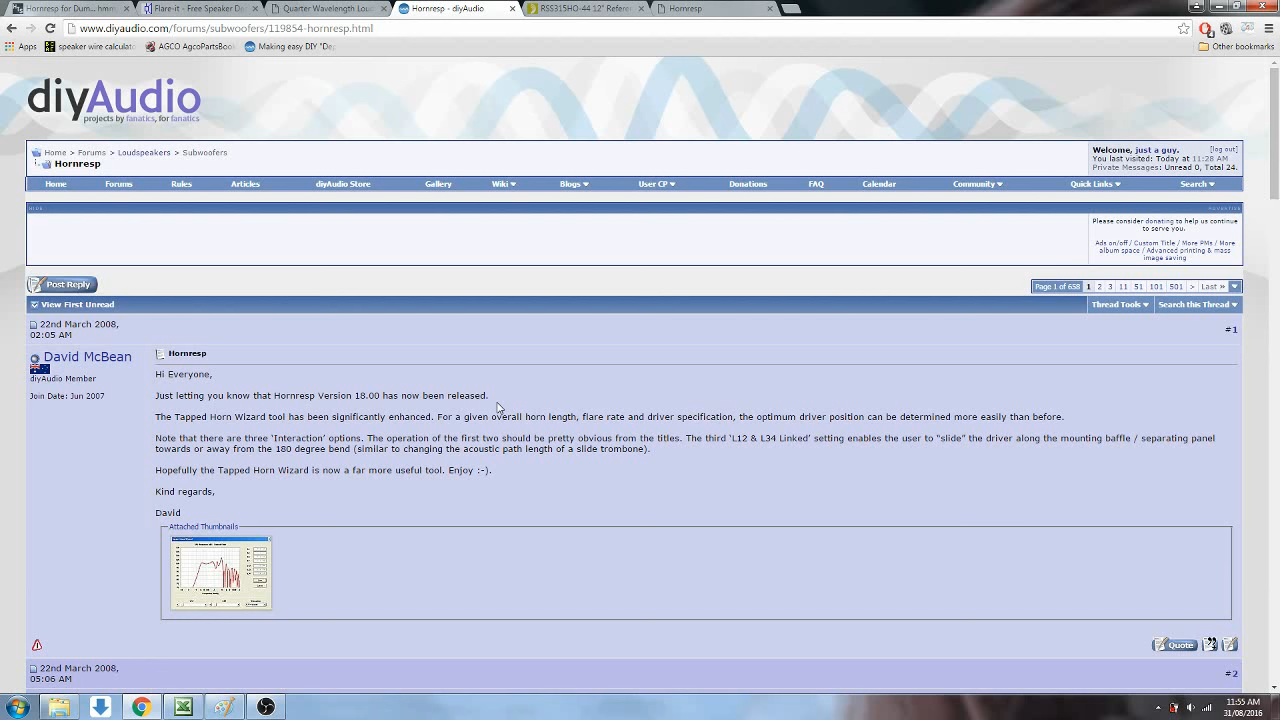 Hornresp for Dum... hmm
Flare-it - Free Speaker De
Quarter Wavelength Loud
Hornresp - diyAudio
RSS315HO-44 12" Refere
Hornresp
www.diyaudio.com/forums/subwoofers/119854-hornresp.html
Apps
speaker wire calculato
AGCO AgcoPartsBook
Making easy DIY "De
Other bookmarks
diyAudio
projects by fanatics, for fanatics
Home > Forums > Loudspeakers > Subwoofers
Hornresp
Welcome, just a guy.
[log out]
You last visited: Today at 11:28 AM
Private Messages: Unread 0, Total 24.
Home Forums Rules Articles diyAudio Store Gallery Wiki Blogs User CP Donations FAQ Calendar Community Quick Links Search
HIDE
ADVERTISE
Please consider donating to help us continue
to serve you.
Ads on/off / Custom Title / More PMs / More
album space / Advanced printing & mass
image saving
Post Reply
Page 1 of 658 1 2 3 11 51 101 501 > Last »
View First Unread
Thread Tools Search this Thread
22nd March 2008,
02:05 AM
#1
David McBean
diyAudio Member
Join Date: Jun 2007
Hornresp
Hi Everyone,
Just letting you know that Hornresp Version 18.00 has now been released.
The Tapped Horn Wizard tool has been significantly enhanced. For a given overall horn length, flare rate and driver specification, the optimum driver position can be determined more easily than before.
Note that there are three 'Interaction' options. The operation of the first two should be pretty obvious from the titles. The third 'L12 & L34 Linked' setting enables the user to "slide" the driver along the mounting baffle / separating panel
towards or away from the 180 degree bend (similar to changing the acoustic path length of a slide trombone).
Hopefully the Tapped Horn Wizard is now a far more useful tool. Enjoy :-).
Kind regards,
David
Attached Thumbnails
Quote
22nd March 2008,
05:06 AM
#2
11:55 AM
31/08/2016